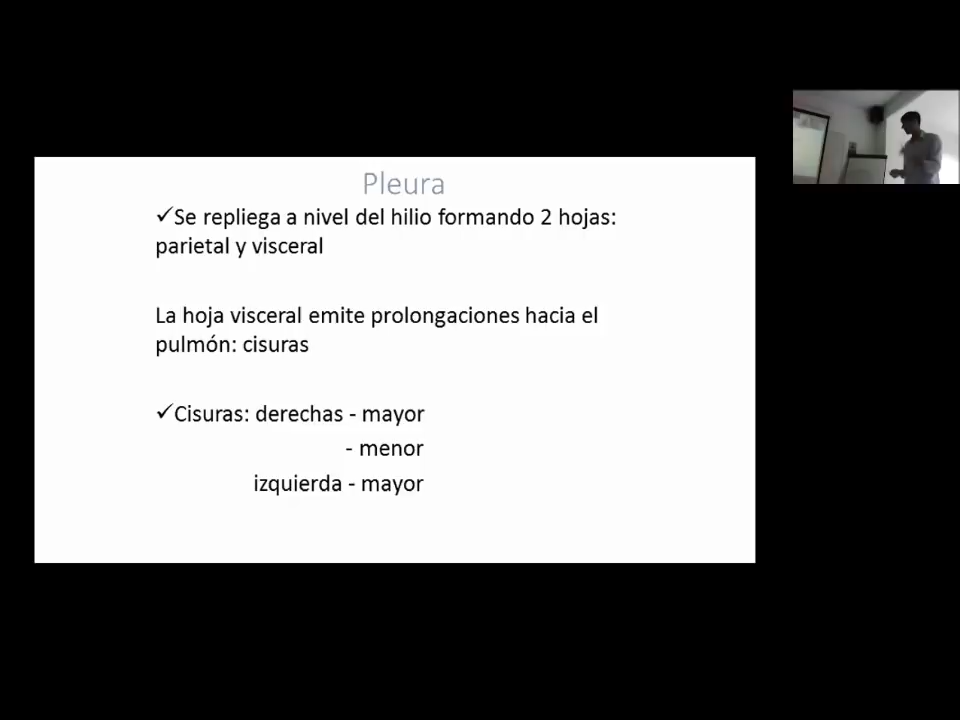 Pleura
✓Se repliega a nivel del hilio formando 2 hojas:
parietal y visceral
La hoja visceral emite prolongaciones hacia el
pulmón: cisuras
✓Cisuras: derechas - mayor
- menor
izquierda - mayor